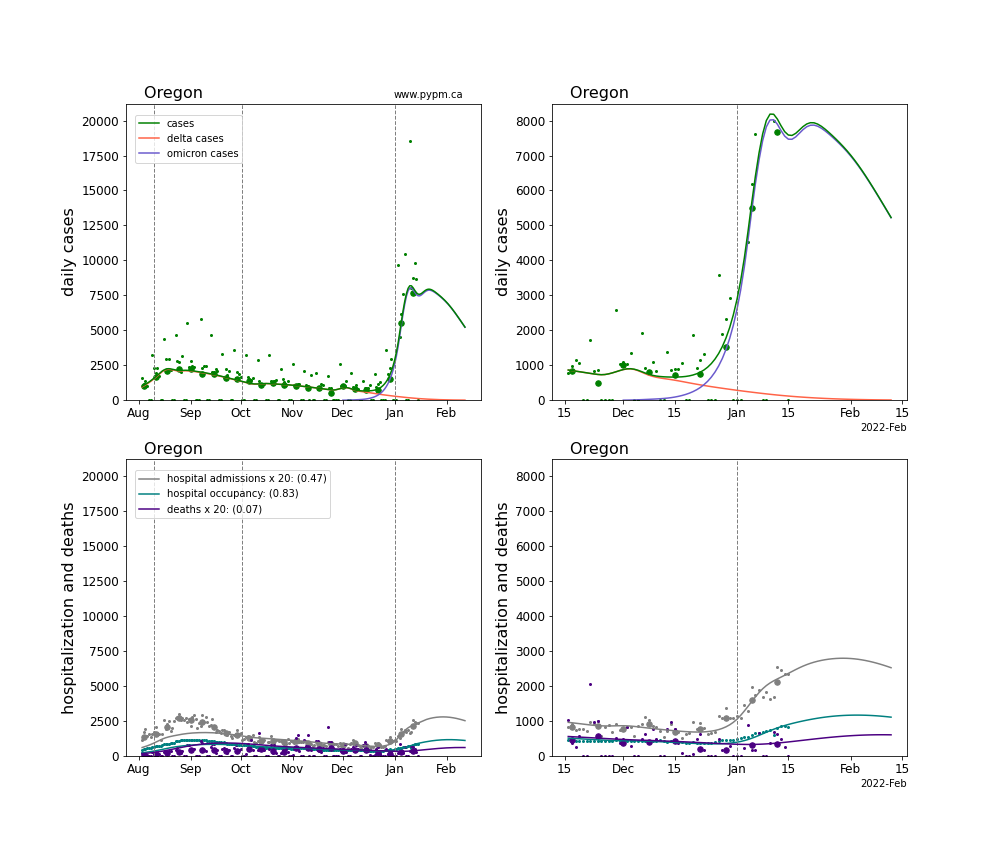 Oregon
www.pypm.ca
daily cases
20000
17500
15000
12500
10000
7500
5000
2500
0
cases
delta cases
omicron cases
Aug Sep Oct Nov Dec Jan Feb
Oregon
daily cases
8000
7000
6000
5000
4000
3000
2000
1000
0
15 Dec 15 Jan 15 Feb 15
2022-Feb
Oregon
hospitalization and deaths
20000
17500
15000
12500
10000
7500
5000
2500
0
hospital admissions x 20: (0.47)
hospital occupancy: (0.83)
deaths x 20: (0.07)
Aug Sep Oct Nov Dec Jan Feb
Oregon
hospitalization and deaths
8000
7000
6000
5000
4000
3000
2000
1000
0
15 Dec 15 Jan 15 Feb 15
2022-Feb